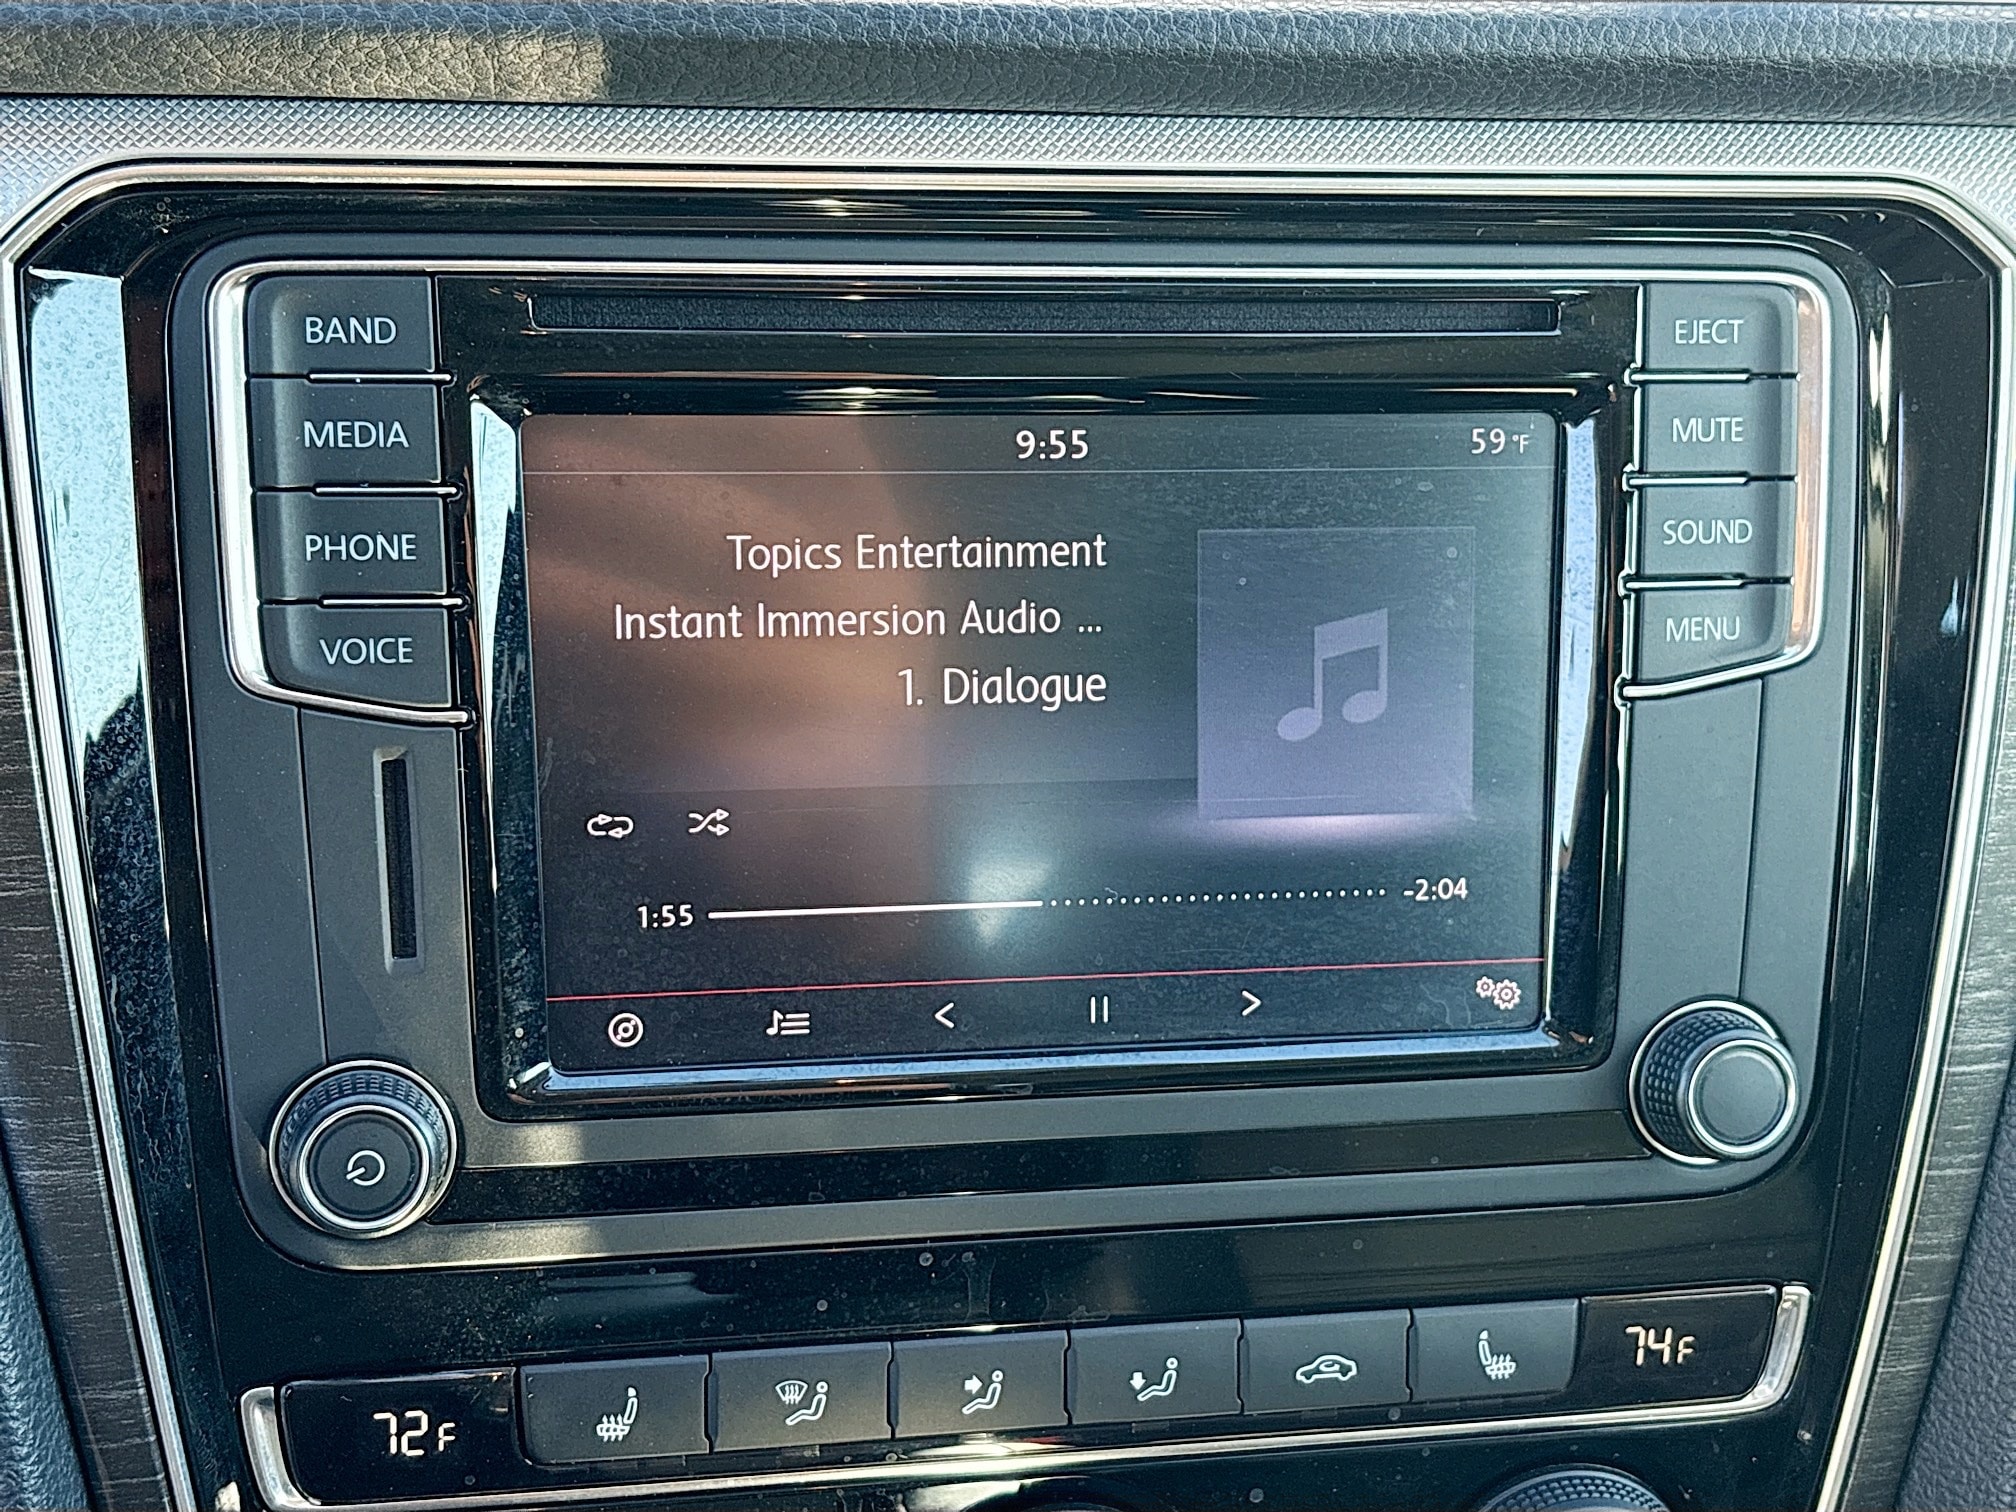 BAND
MEDIA
PHONE
VOICE
EJECT
MUTE
SOUND
MENU
9:55
59 °F
Topics Entertainment
Instant Immersion Audio ...
1. Dialogue
1:55
-2:04
72 F
74 F